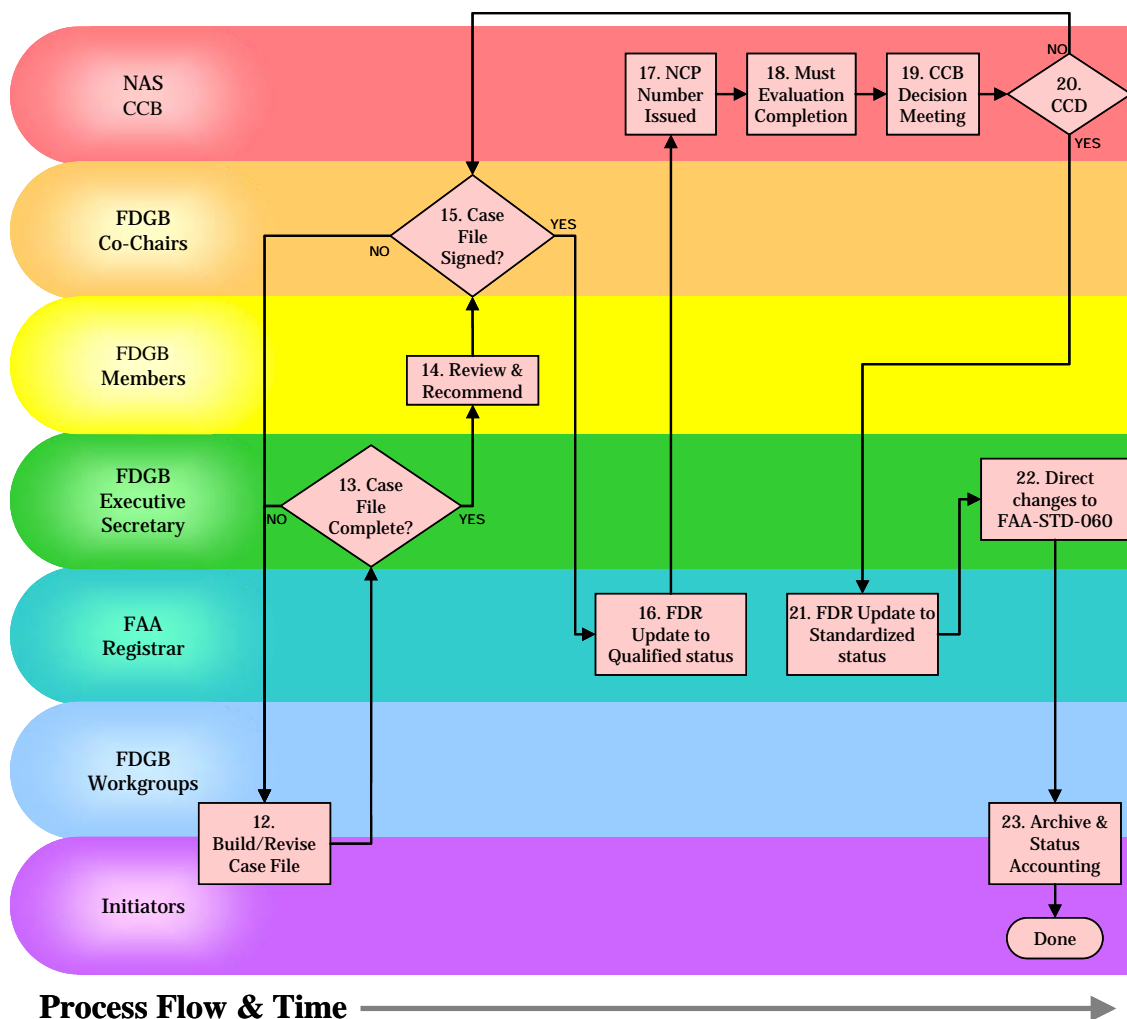 NO
NAS
CCB
17. NCP
Number
Issued
18. Must
Evaluation
Completion
19. CCB
Decision
Meeting
20.
CCD
YES
FDGB
Co-Chairs
15. Case
File
Signed?
YES
NO
FDGB
Members
14. Review &
Recommend
FDGB
Executive
Secretary
13. Case
File
Complete?
NO
YES
22. Direct
changes to
FAA-STD-060
FAA
Registrar
16. FDR
Update to
Qualified status
21. FDR Update to
Standardized
status
FDGB
Workgroups
12.
Build/Revise
Case File
23. Archive &
Status
Accounting
Initiators
Done
Process Flow & Time